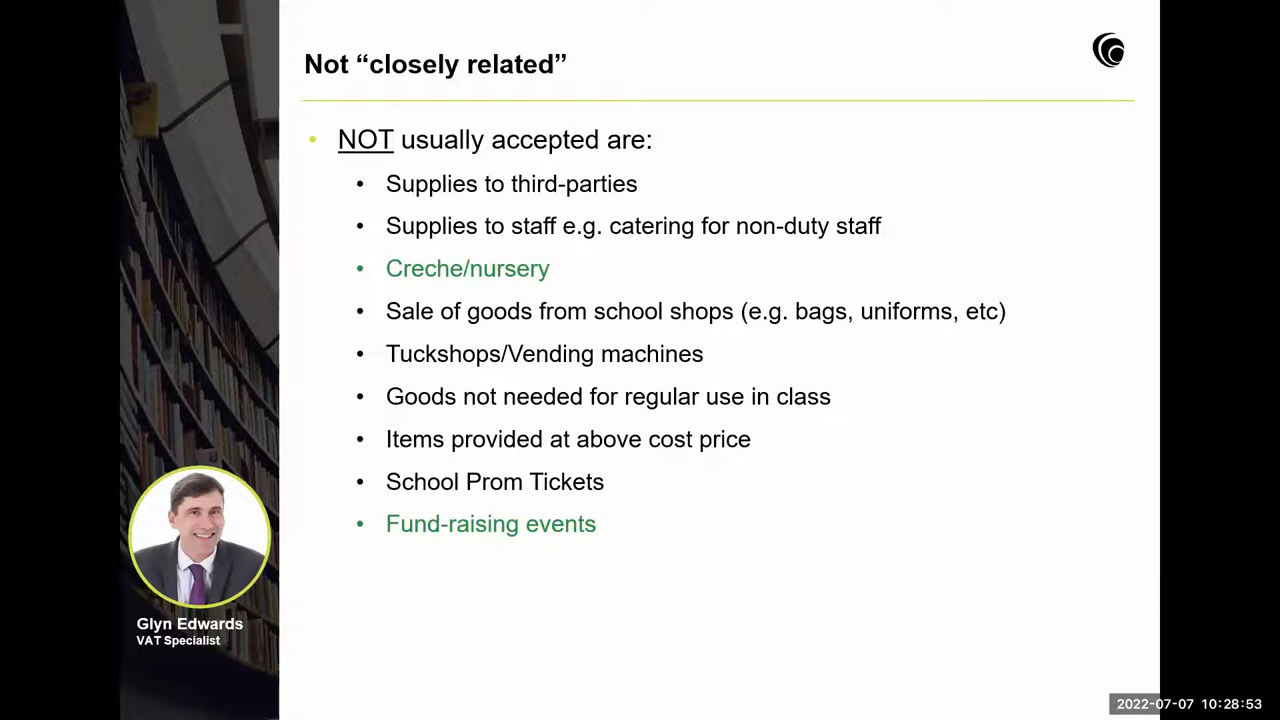 Not “closely related”
• NOT usually accepted are:
• Supplies to third-parties
• Supplies to staff e.g. catering for non-duty staff
• Creche/nursery
• Sale of goods from school shops (e.g. bags, uniforms, etc)
• Tuckshops/Vending machines
• Goods not needed for regular use in class
• Items provided at above cost price
• School Prom Tickets
• Fund-raising events
Glyn Edwards
VAT Specialist
2022-07-07 10:28:53